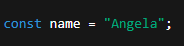 const name = "Angela";